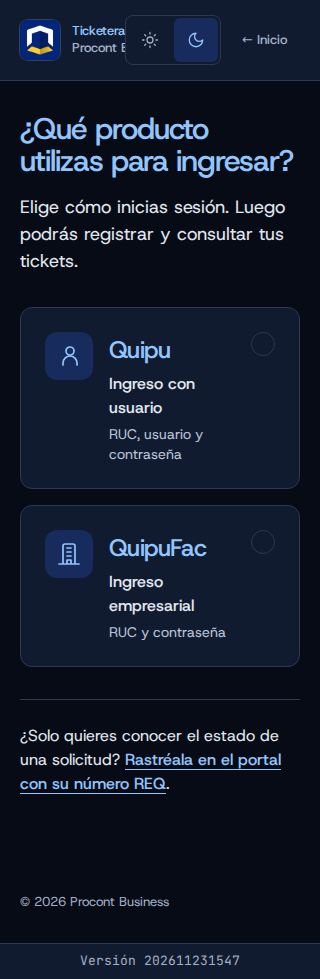 Ticketera
Procont
← Inicio
¿Qué producto
utilizas para ingresar?
Elige cómo inicias sesión. Luego
podrás registrar y consultar tus
tickets.
Quipu
Ingreso con
usuario
RUC, usuario y
contraseña
QuipuFac
Ingreso
empresarial
RUC y contraseña
¿Solo quieres conocer el estado de
una solicitud? Rastréala en el portal
con su número REQ.
© 2026 Procont Business
Versión 202611231547